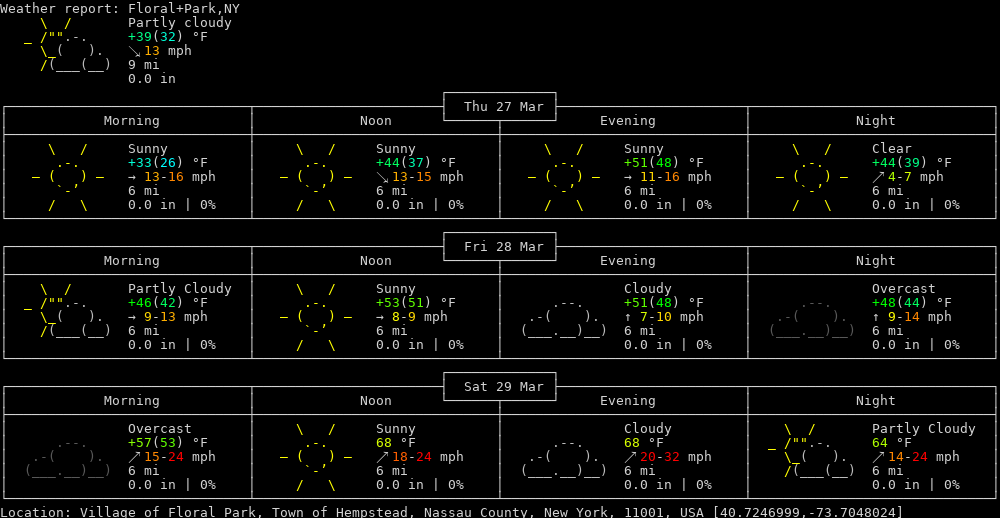 Weather report: Floral+Park,NY
Partly cloudy
+39(32) °F
↘ 13 mph
9 mi
0.0 in
Thu 27 Mar
Morning Noon Evening Night
Sunny Sunny Sunny Clear
+33(26) °F +44(37) °F +51(48) °F +44(39) °F
→ 13-16 mph ↘ 13-15 mph → 11-16 mph ↗ 4-7 mph
6 mi 6 mi 6 mi 6 mi
0.0 in | 0% 0.0 in | 0% 0.0 in | 0% 0.0 in | 0%
Fri 28 Mar
Morning Noon Evening Night
Partly Cloudy Sunny Cloudy Overcast
+46(42) °F +53(51) °F +51(48) °F +48(44) °F
→ 9-13 mph → 8-9 mph ↑ 7-10 mph ↑ 9-14 mph
6 mi 6 mi 6 mi 6 mi
0.0 in | 0% 0.0 in | 0% 0.0 in | 0% 0.0 in | 0%
Sat 29 Mar
Morning Noon Evening Night
Overcast Sunny Cloudy Partly Cloudy
+57(53) °F 68 °F 68 °F 64 °F
↗ 15-24 mph ↗ 18-24 mph ↗ 20-32 mph ↗ 14-24 mph
6 mi 6 mi 6 mi 6 mi
0.0 in | 0% 0.0 in | 0% 0.0 in | 0% 0.0 in | 0%
Location: Village of Floral Park, Town of Hempstead, Nassau County, New York, 11001, USA [40.7246999,-73.7048024]